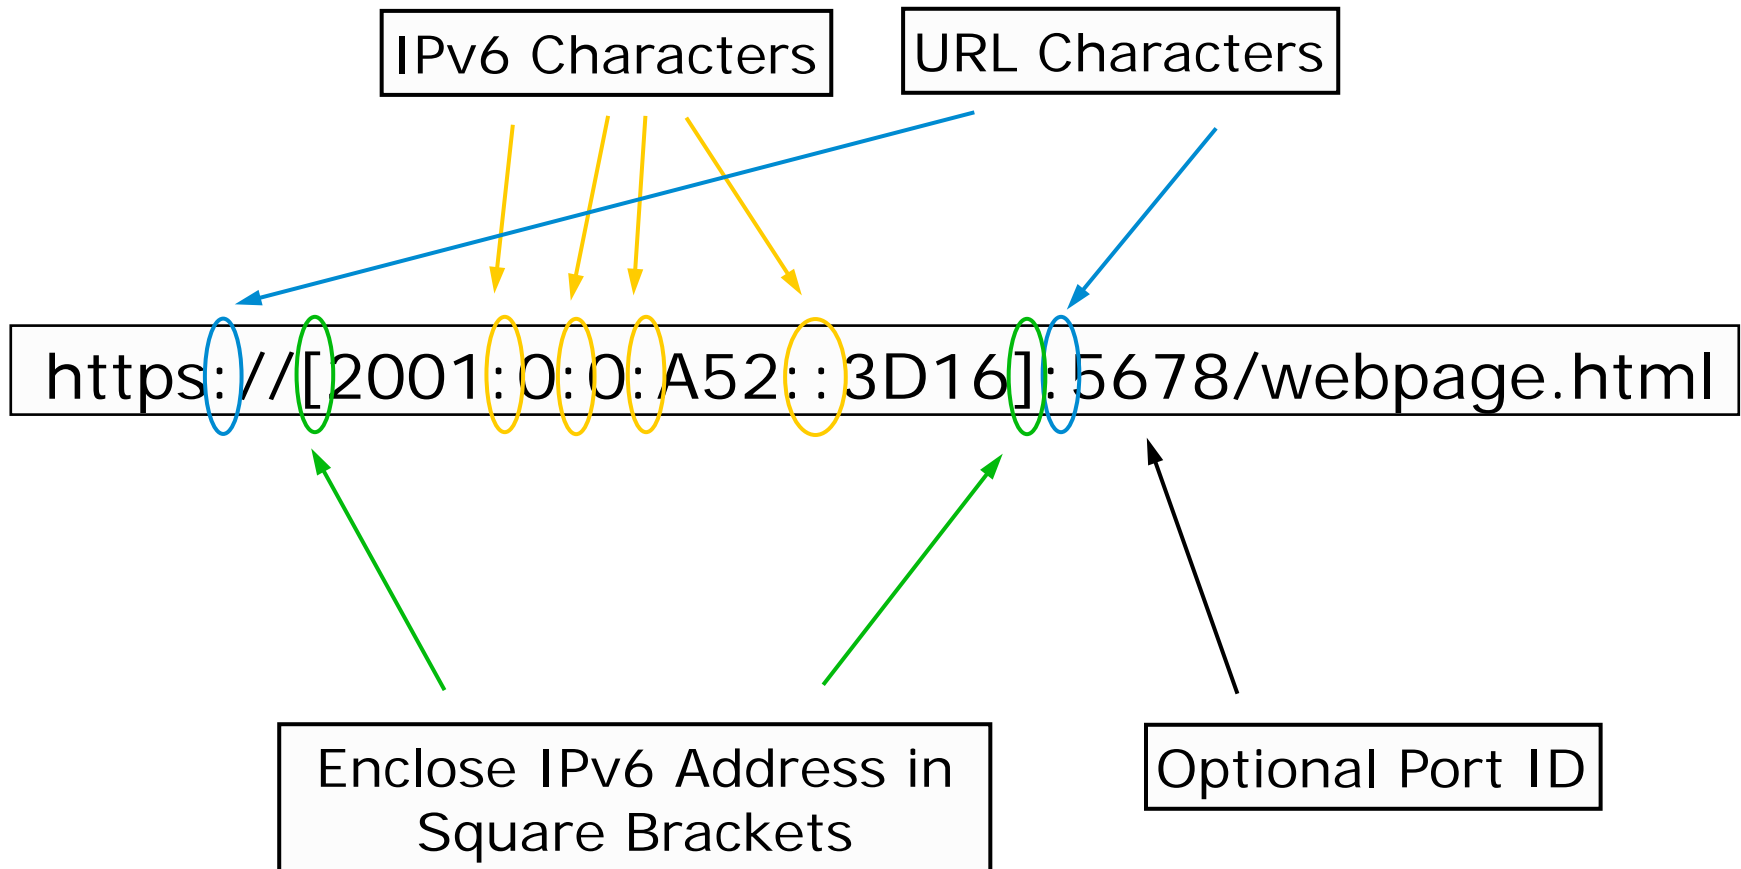 IPv6 Characters
URL Characters
https://[2001:0:0:A52::3D16]:5678/webpage.html
Enclose IPv6 Address in
Square Brackets
Optional Port ID